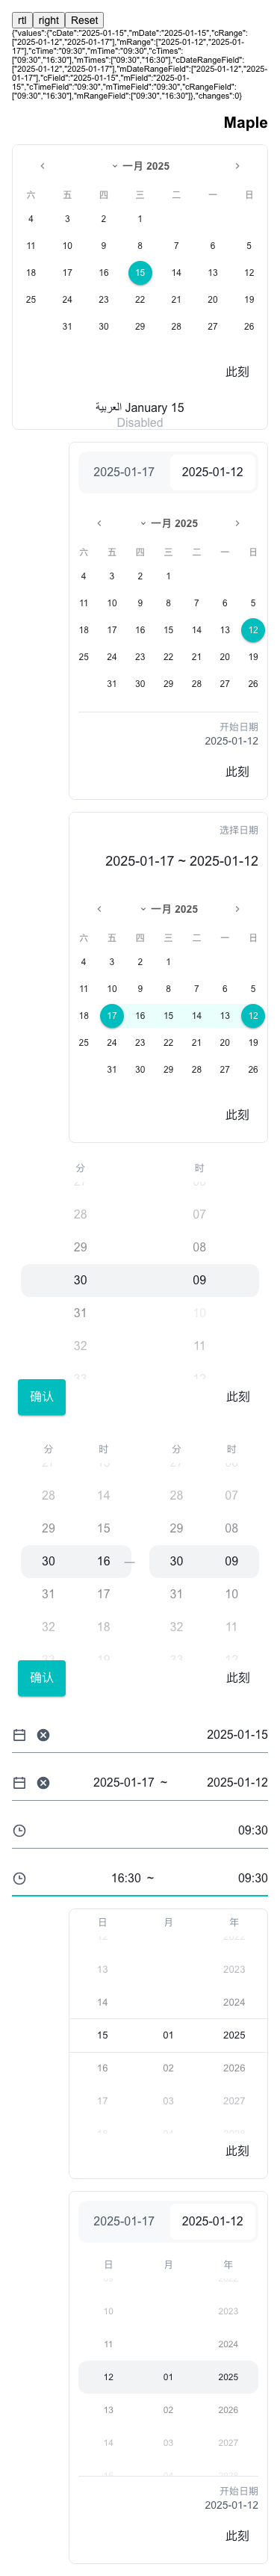 rtl right Reset
{"values":{"cDate":"2025-01-15","mDate":"2025-01-15","cRange":
["2025-01-12","2025-01-17"],"mRange":["2025-01-12","2025-01-
17"],"cTime":"09:30","mTime":"09:30","cTimes":
["09:30","16:30"],"mTimes":["09:30","16:30"],"cDateRangeField":
["2025-01-12","2025-01-17"],"mDateRangeField":["2025-01-12","2025-
01-17"],"cField":"2025-01-15","mField":"2025-01-
15","cTimeField":"09:30","mTimeField":"09:30","cRangeField":
["09:30","16:30"],"mRangeField":["09:30","16:30"]},"changes":0}
Maple
一月 2025
六 五 四 三 二 一 日
4 3 2 1
11 10 9 8 7 6 5
18 17 16 15 14 13 12
25 24 23 22 21 20 19
31 30 29 28 27 26
此刻
العربية January 15
Disabled
2025-01-17 2025-01-12
一月 2025
六 五 四 三 二 一 日
4 3 2 1
11 10 9 8 7 6 5
18 17 16 15 14 13 12
25 24 23 22 21 20 19
31 30 29 28 27 26
开始日期
2025-01-12
此刻
选择日期
2025-01-17 ~ 2025-01-12
一月 2025
六 五 四 三 二 一 日
4 3 2 1
11 10 9 8 7 6 5
18 17 16 15 14 13 12
25 24 23 22 21 20 19
31 30 29 28 27 26
此刻
分 时
28 07
29 08
30 09
31 10
32 11
确认 此刻
分 时 分 时
28 14 28 07
29 15 29 08
30 16 — 30 09
31 17 31 10
32 18 32 11
确认 此刻
2025-01-15
2025-01-17 ~ 2025-01-12
09:30
16:30 ~ 09:30
日 月 年
13 2023
14 2024
15 01 2025
16 02 2026
17 03 2027
此刻
2025-01-17 2025-01-12
日 月 年
10 2023
11 2024
12 01 2025
13 02 2026
14 03 2027
开始日期
2025-01-12
此刻